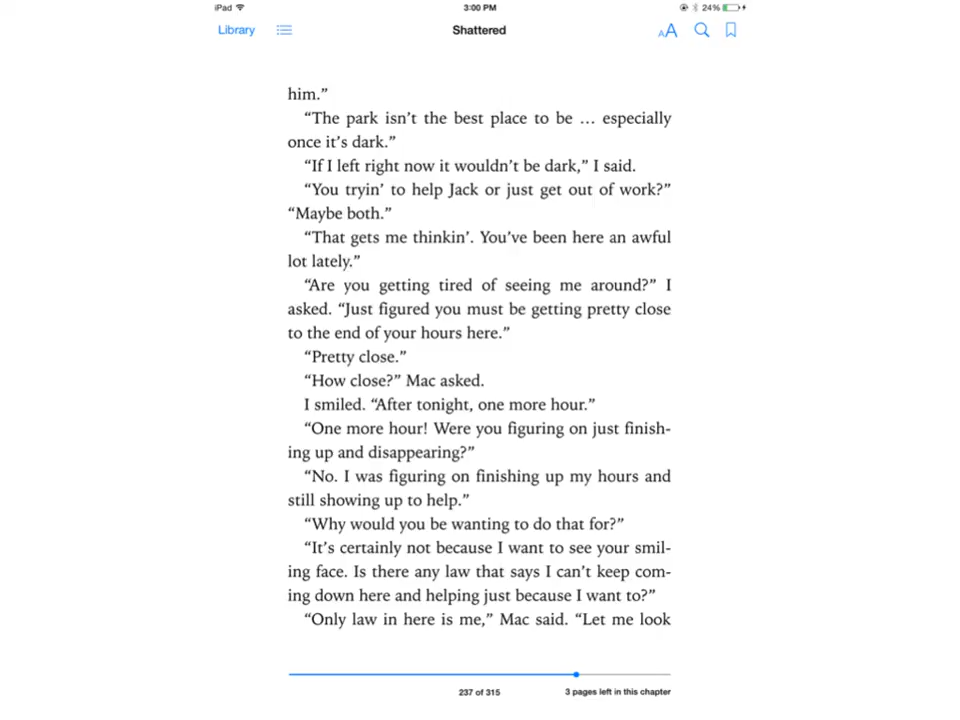 iPad 3:00 PM 24%
Library Shattered AA
him.”
“The park isn’t the best place to be … especially
once it’s dark.”
“If I left right now it wouldn’t be dark,” I said.
“You tryin’ to help Jack or just get out of work?”
“Maybe both.”
“That gets me thinkin’. You’ve been here an awful
lot lately.”
“Are you getting tired of seeing me around?” I
asked. “Just figured you must be getting pretty close
to the end of your hours here.”
“Pretty close.”
“How close?” Mac asked.
I smiled. “After tonight, one more hour.”
“One more hour! Were you figuring on just finish-
ing up and disappearing?”
“No. I was figuring on finishing up my hours and
still showing up to help.”
“Why would you be wanting to do that for?”
“It’s certainly not because I want to see your smil-
ing face. Is there any law that says I can’t keep com-
ing down here and helping just because I want to?”
“Only law in here is me,” Mac said. “Let me look
237 of 315 3 pages left in this chapter